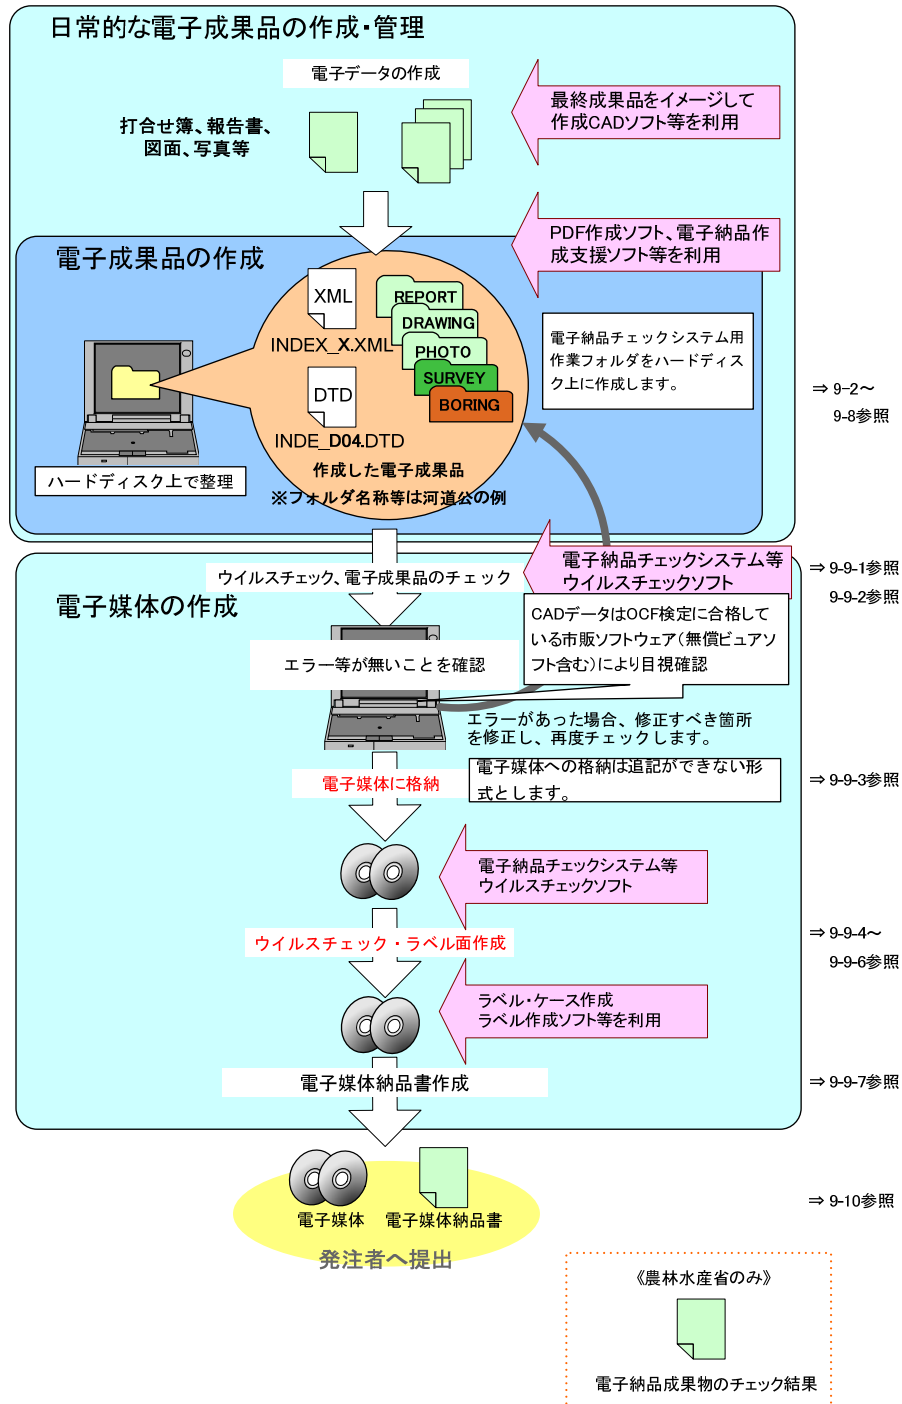 日常的な電子成果品の作成・管理
電子データの作成
打合せ簿、報告書、
図面、写真等
最終成果品をイメージして
作成CADソフト等を利用
PDF作成ソフト、電子納品作
成支援ソフト等を利用
電子成果品の作成
XML
INDEX_X.XML
DTD
INDE_D04.DTD
REPORT
DRAWING
PHOTO
SURVEY
BORING
作成した電子成果品
※フォルダ名称等は河道公の例
ハードディスク上で整理
電子納品チェックシステム用
作業フォルダをハードディス
ク上に作成します。
⇒ 9-2～
9-8参照
ウイルスチェック、電子成果品のチェック
電子納品チェックシステム等
ウイルスチェックソフト
⇒ 9-9-1参照
9-9-2参照
電子媒体の作成
CADデータはOCF検定に合格して
いる市販ソフトウェア(無償ビュアソ
フト含む)により目視確認
エラー等が無いことを確認
エラーがあった場合、修正すべき箇所
を修正し、再度チェックします。
電子媒体に格納
電子媒体への格納は追記ができない形
式とします。
⇒ 9-9-3参照
電子納品チェックシステム等
ウイルスチェックソフト
ウイルスチェック・ラベル面作成
⇒ 9-9-4～
9-9-6参照
ラベル・ケース作成
ラベル作成ソフト等を利用
電子媒体納品書作成
⇒ 9-9-7参照
電子媒体
電子媒体納品書
発注者へ提出
⇒ 9-10参照
《農林水産省のみ》
電子納品成果物のチェック結果